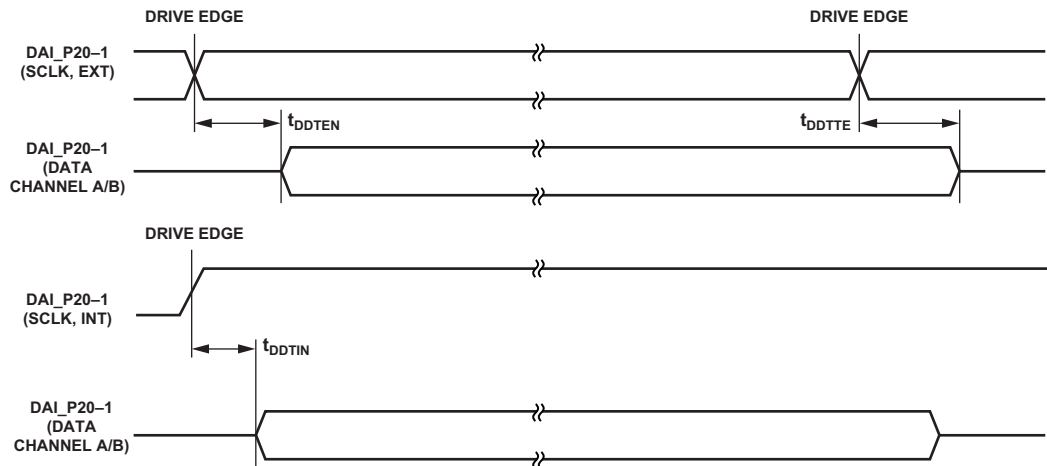 DRIVE EDGE
DRIVE EDGE
DAI_P20–1
(SCLK, EXT)
tDDTEN
tDDTTE
DAI_P20–1
(DATA
CHANNEL A/B)
DRIVE EDGE
DAI_P20–1
(SCLK, INT)
tDDTIN
DAI_P20–1
(DATA
CHANNEL A/B)